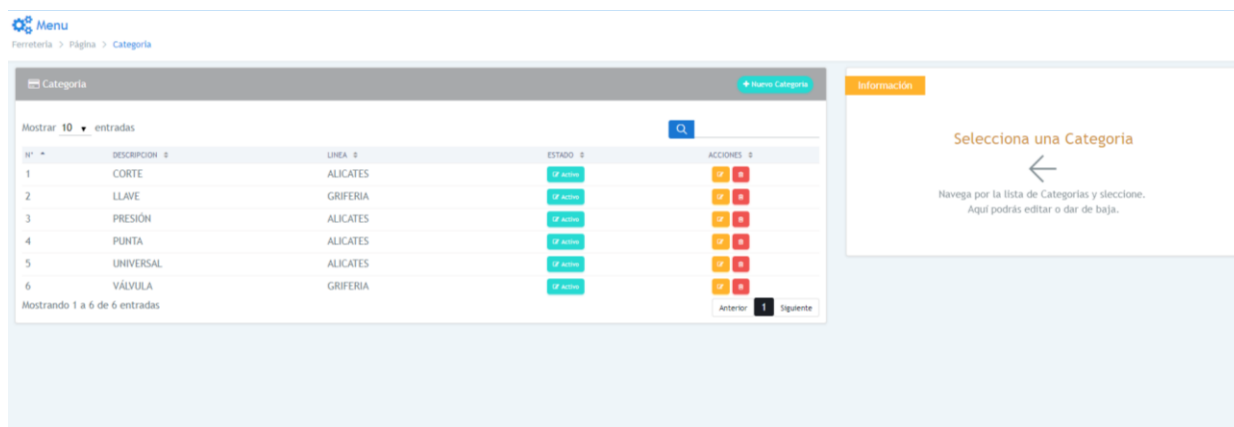 Menu
Ferretería > Página > Categoria
Categoria
+ Nuevo Categoria
Mostrar 10 entradas
N° DESCRIPCION LINEA ESTADO ACCIONES
1 CORTE ALICATES Activo
2 LLAVE GRIFERIA Activo
3 PRESIÓN ALICATES Activo
4 PUNTA ALICATES Activo
5 UNIVERSAL ALICATES Activo
6 VÁLVULA GRIFERIA Activo
Mostrando 1 a 6 de 6 entradas
Anterior 1 Siguiente
Información
Selecciona una Categoria
Navega por la lista de Categorias y sleccione.
Aquí podrás editar o dar de baja.